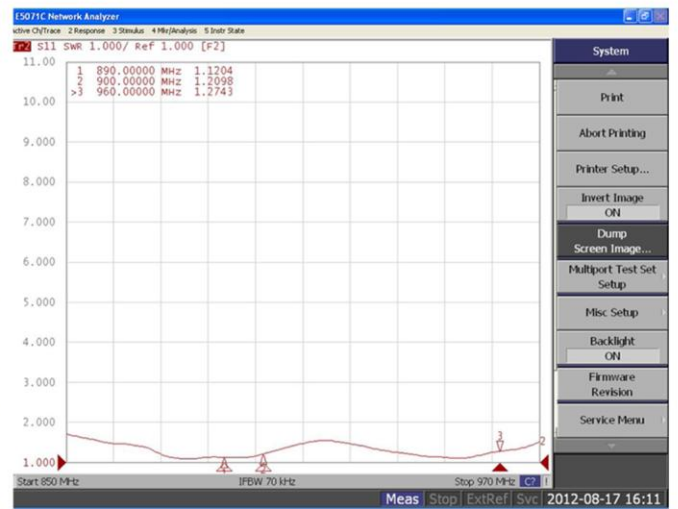 E5071C Network Analyzer
Active Ch/Trace 2 Response 3 Stimulus 4 Mkr/Analysis 5 Instr State
Tr2 S11 SWR 1.000/ Ref 1.000 [F2]
11.00
1 890.00000 MHz 1.1204
2 900.00000 MHz 1.2098
>3 960.00000 MHz 1.2743
10.00
9.000
8.000
7.000
6.000
5.000
4.000
3.000
2.000
1.000
1
2
3
2
Start 850 MHz
IFBW 70 kHz
Stop 970 MHz C? !
Meas Stop ExtRef Svc 2012-08-17 16:11
System
Print
Abort Printing
Printer Setup...
Invert Image
ON
Dump
Screen Image...
Multiport Test Set
Setup
Misc Setup
Backlight
ON
Firmware
Revision
Service Menu